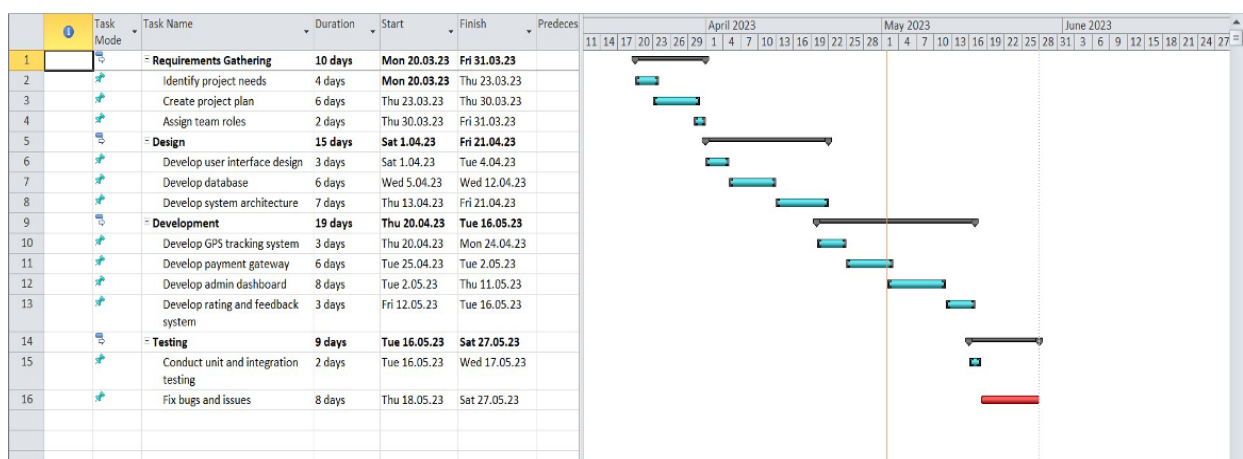 Task Mode Task Name Duration Start Finish Predeces
April 2023 May 2023 June 2023
11 14 17 20 23 26 29 1 4 7 10 13 16 19 22 25 28 1 4 7 10 13 16 19 22 25 28 31 3 6 9 12 15 18 21 24 27
1 Requirements Gathering 10 days Mon 20.03.23 Fri 31.03.23
2 Identify project needs 4 days Mon 20.03.23 Thu 23.03.23
3 Create project plan 6 days Thu 23.03.23 Thu 30.03.23
4 Assign team roles 2 days Thu 30.03.23 Fri 31.03.23
5 Design 15 days Sat 1.04.23 Fri 21.04.23
6 Develop user interface design 3 days Sat 1.04.23 Tue 4.04.23
7 Develop database 6 days Wed 5.04.23 Wed 12.04.23
8 Develop system architecture 7 days Thu 13.04.23 Fri 21.04.23
9 Development 19 days Thu 20.04.23 Tue 16.05.23
10 Develop GPS tracking system 3 days Thu 20.04.23 Mon 24.04.23
11 Develop payment gateway 6 days Tue 25.04.23 Tue 2.05.23
12 Develop admin dashboard 8 days Tue 2.05.23 Thu 11.05.23
13 Develop rating and feedback 3 days Fri 12.05.23 Tue 16.05.23
system
14 Testing 9 days Tue 16.05.23 Sat 27.05.23
15 Conduct unit and integration 2 days Tue 16.05.23 Wed 17.05.23
testing
16 Fix bugs and issues 8 days Thu 18.05.23 Sat 27.05.23